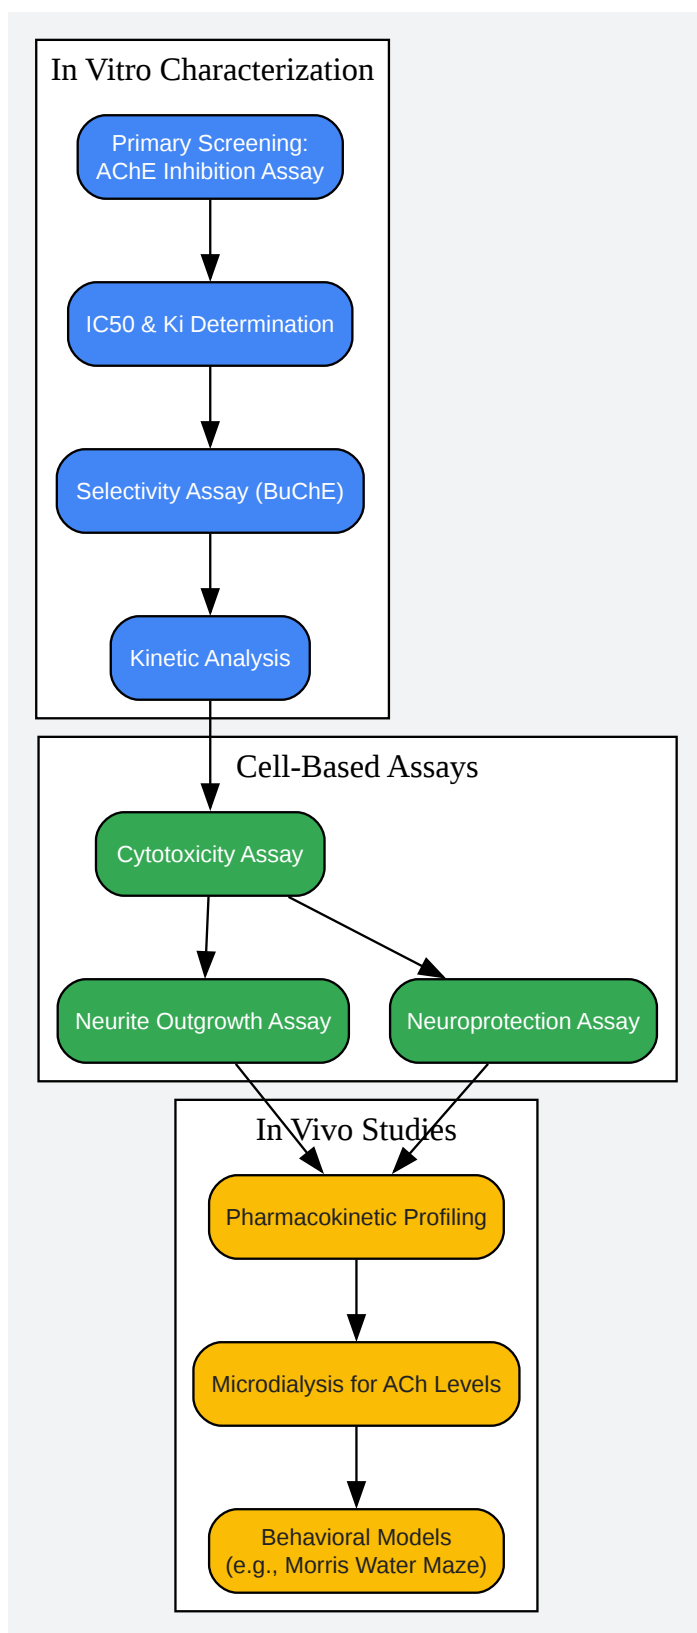 In Vitro Characterization
Primary Screening:
AChE Inhibition Assay
IC50 & Ki Determination
Selectivity Assay (BuChE)
Kinetic Analysis
Cell-Based Assays
Cytotoxicity Assay
Neurite Outgrowth Assay
Neuroprotection Assay
In Vivo Studies
Pharmacokinetic Profiling
Microdialysis for ACh Levels
Behavioral Models
(e.g., Morris Water Maze)